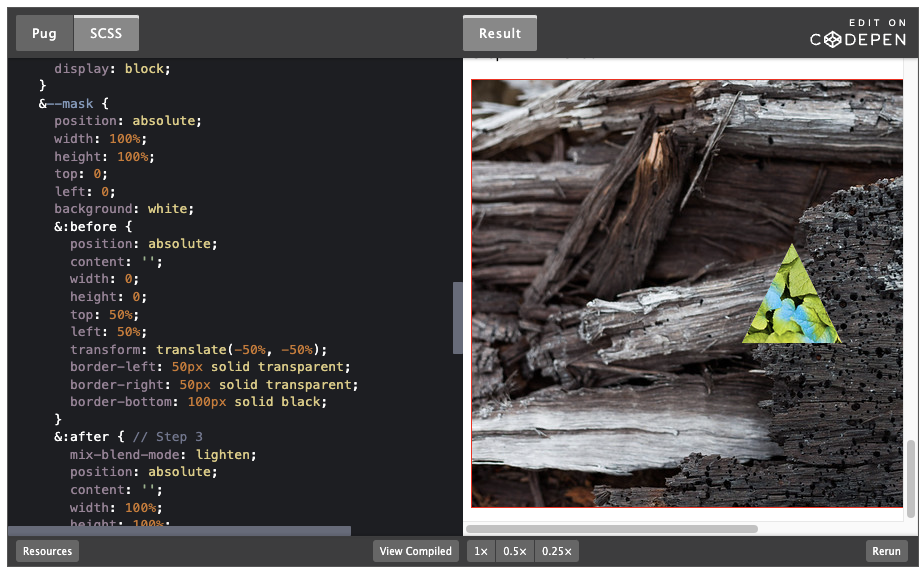 Pug
SCSS
Result
EDIT ON
CODEPEN
display: block;
}
&--mask {
position: absolute;
width: 100%;
height: 100%;
top: 0;
left: 0;
background: white;
&:before {
position: absolute;
content: '';
width: 0;
height: 0;
top: 50%;
left: 50%;
transform: translate(-50%, -50%);
border-left: 50px solid transparent;
border-right: 50px solid transparent;
border-bottom: 100px solid black;
}
&:after { // Step 3
mix-blend-mode: lighten;
position: absolute;
content: '';
width: 100%;
height: 100%;
Resources
View Compiled
1×
0.5×
0.25×
Rerun